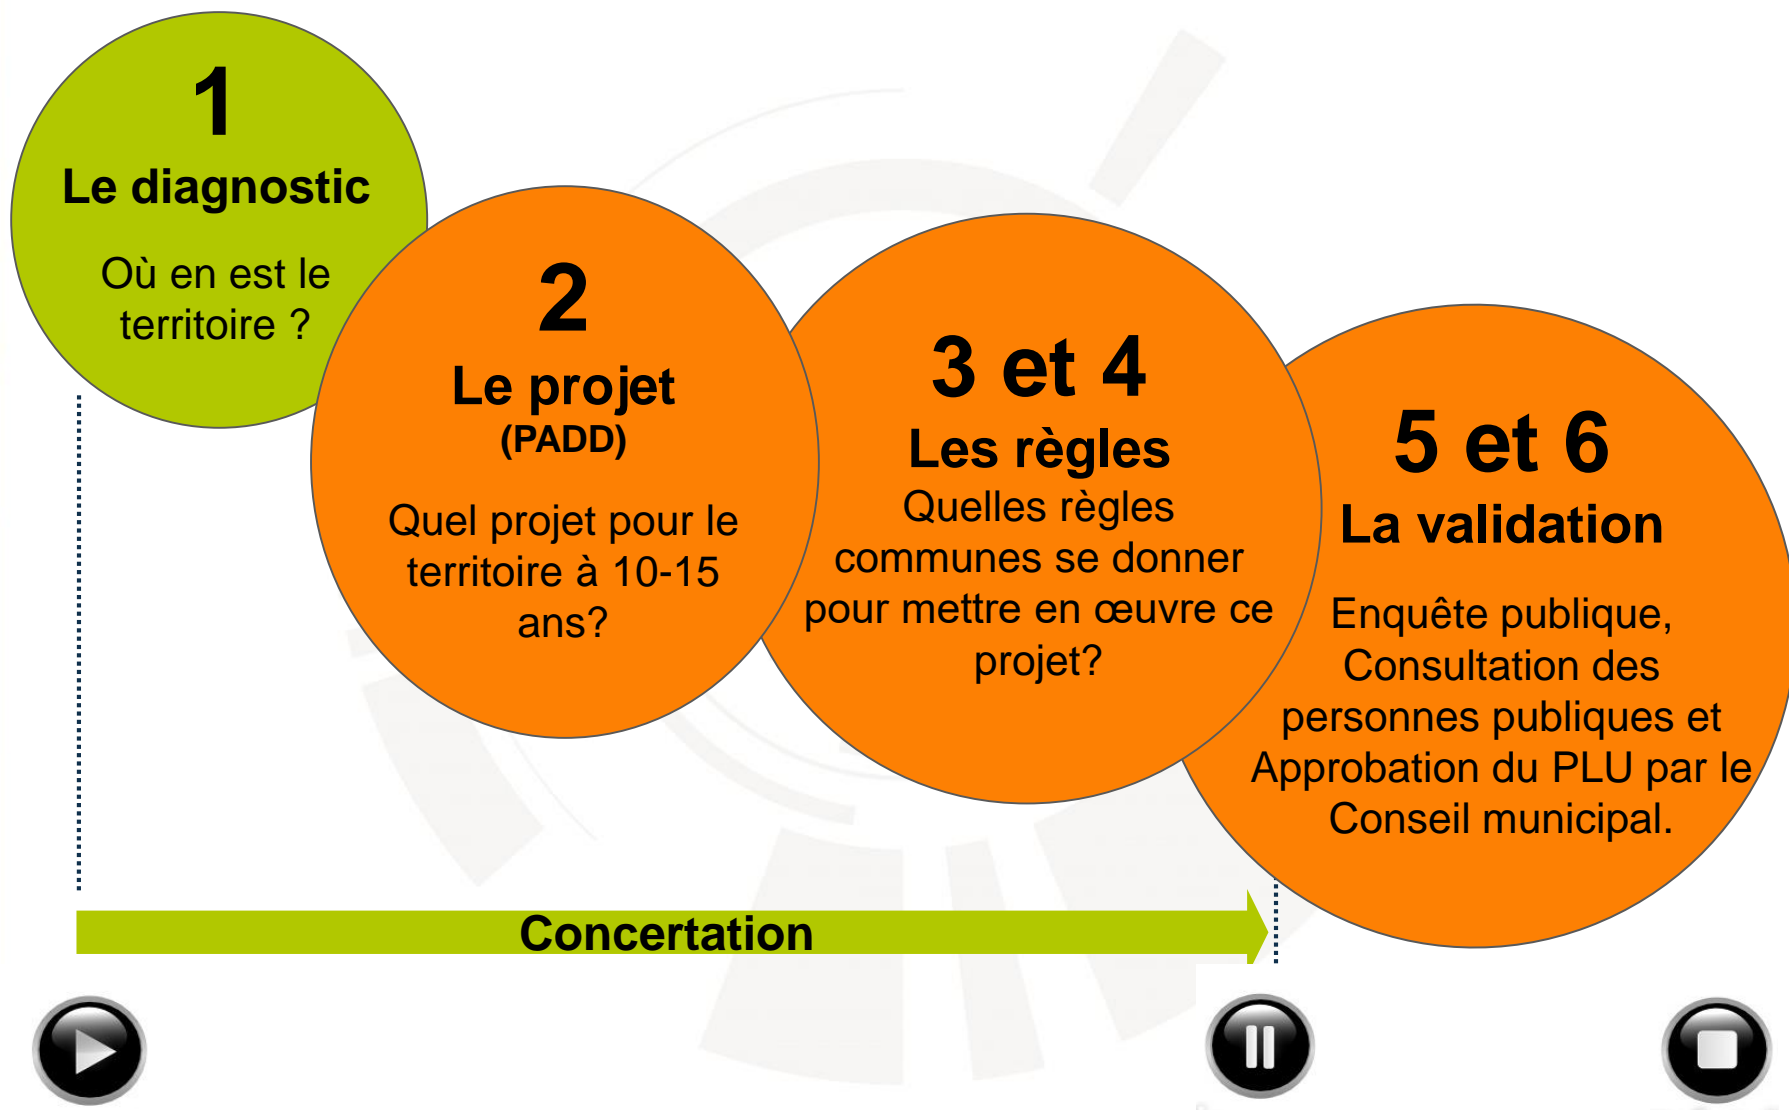 1
Le diagnostic
Où en est le
territoire ?
2
Le projet
(PADD)
Quel projet pour le
territoire à 10-15
ans?
3 et 4
Les règles
Quelles règles
communes se donner
pour mettre en œuvre ce
projet?
5 et 6
La validation
Enquête publique,
Consultation des
personnes publiques et
Approbation du PLU par le
Conseil municipal.
Concertation